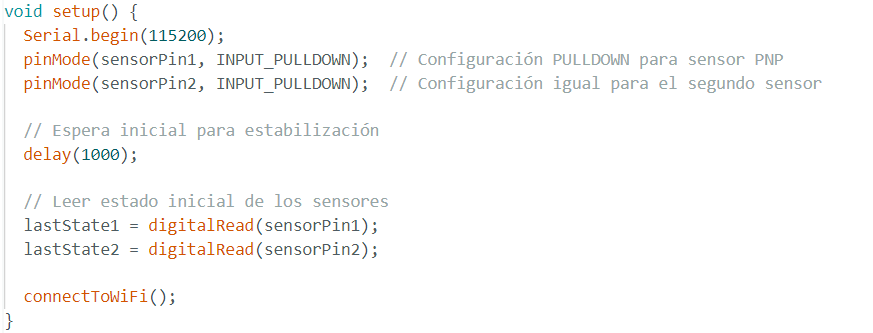 void setup() {
  Serial.begin(115200);
  pinMode(sensorPin1, INPUT_PULLDOWN);  // Configuración PULLDOWN para sensor PNP
  pinMode(sensorPin2, INPUT_PULLDOWN);  // Configuración igual para el segundo sensor

  // Espera inicial para estabilización
  delay(1000);

  // Leer estado inicial de los sensores
  lastState1 = digitalRead(sensorPin1);
  lastState2 = digitalRead(sensorPin2);

  connectToWiFi();
}